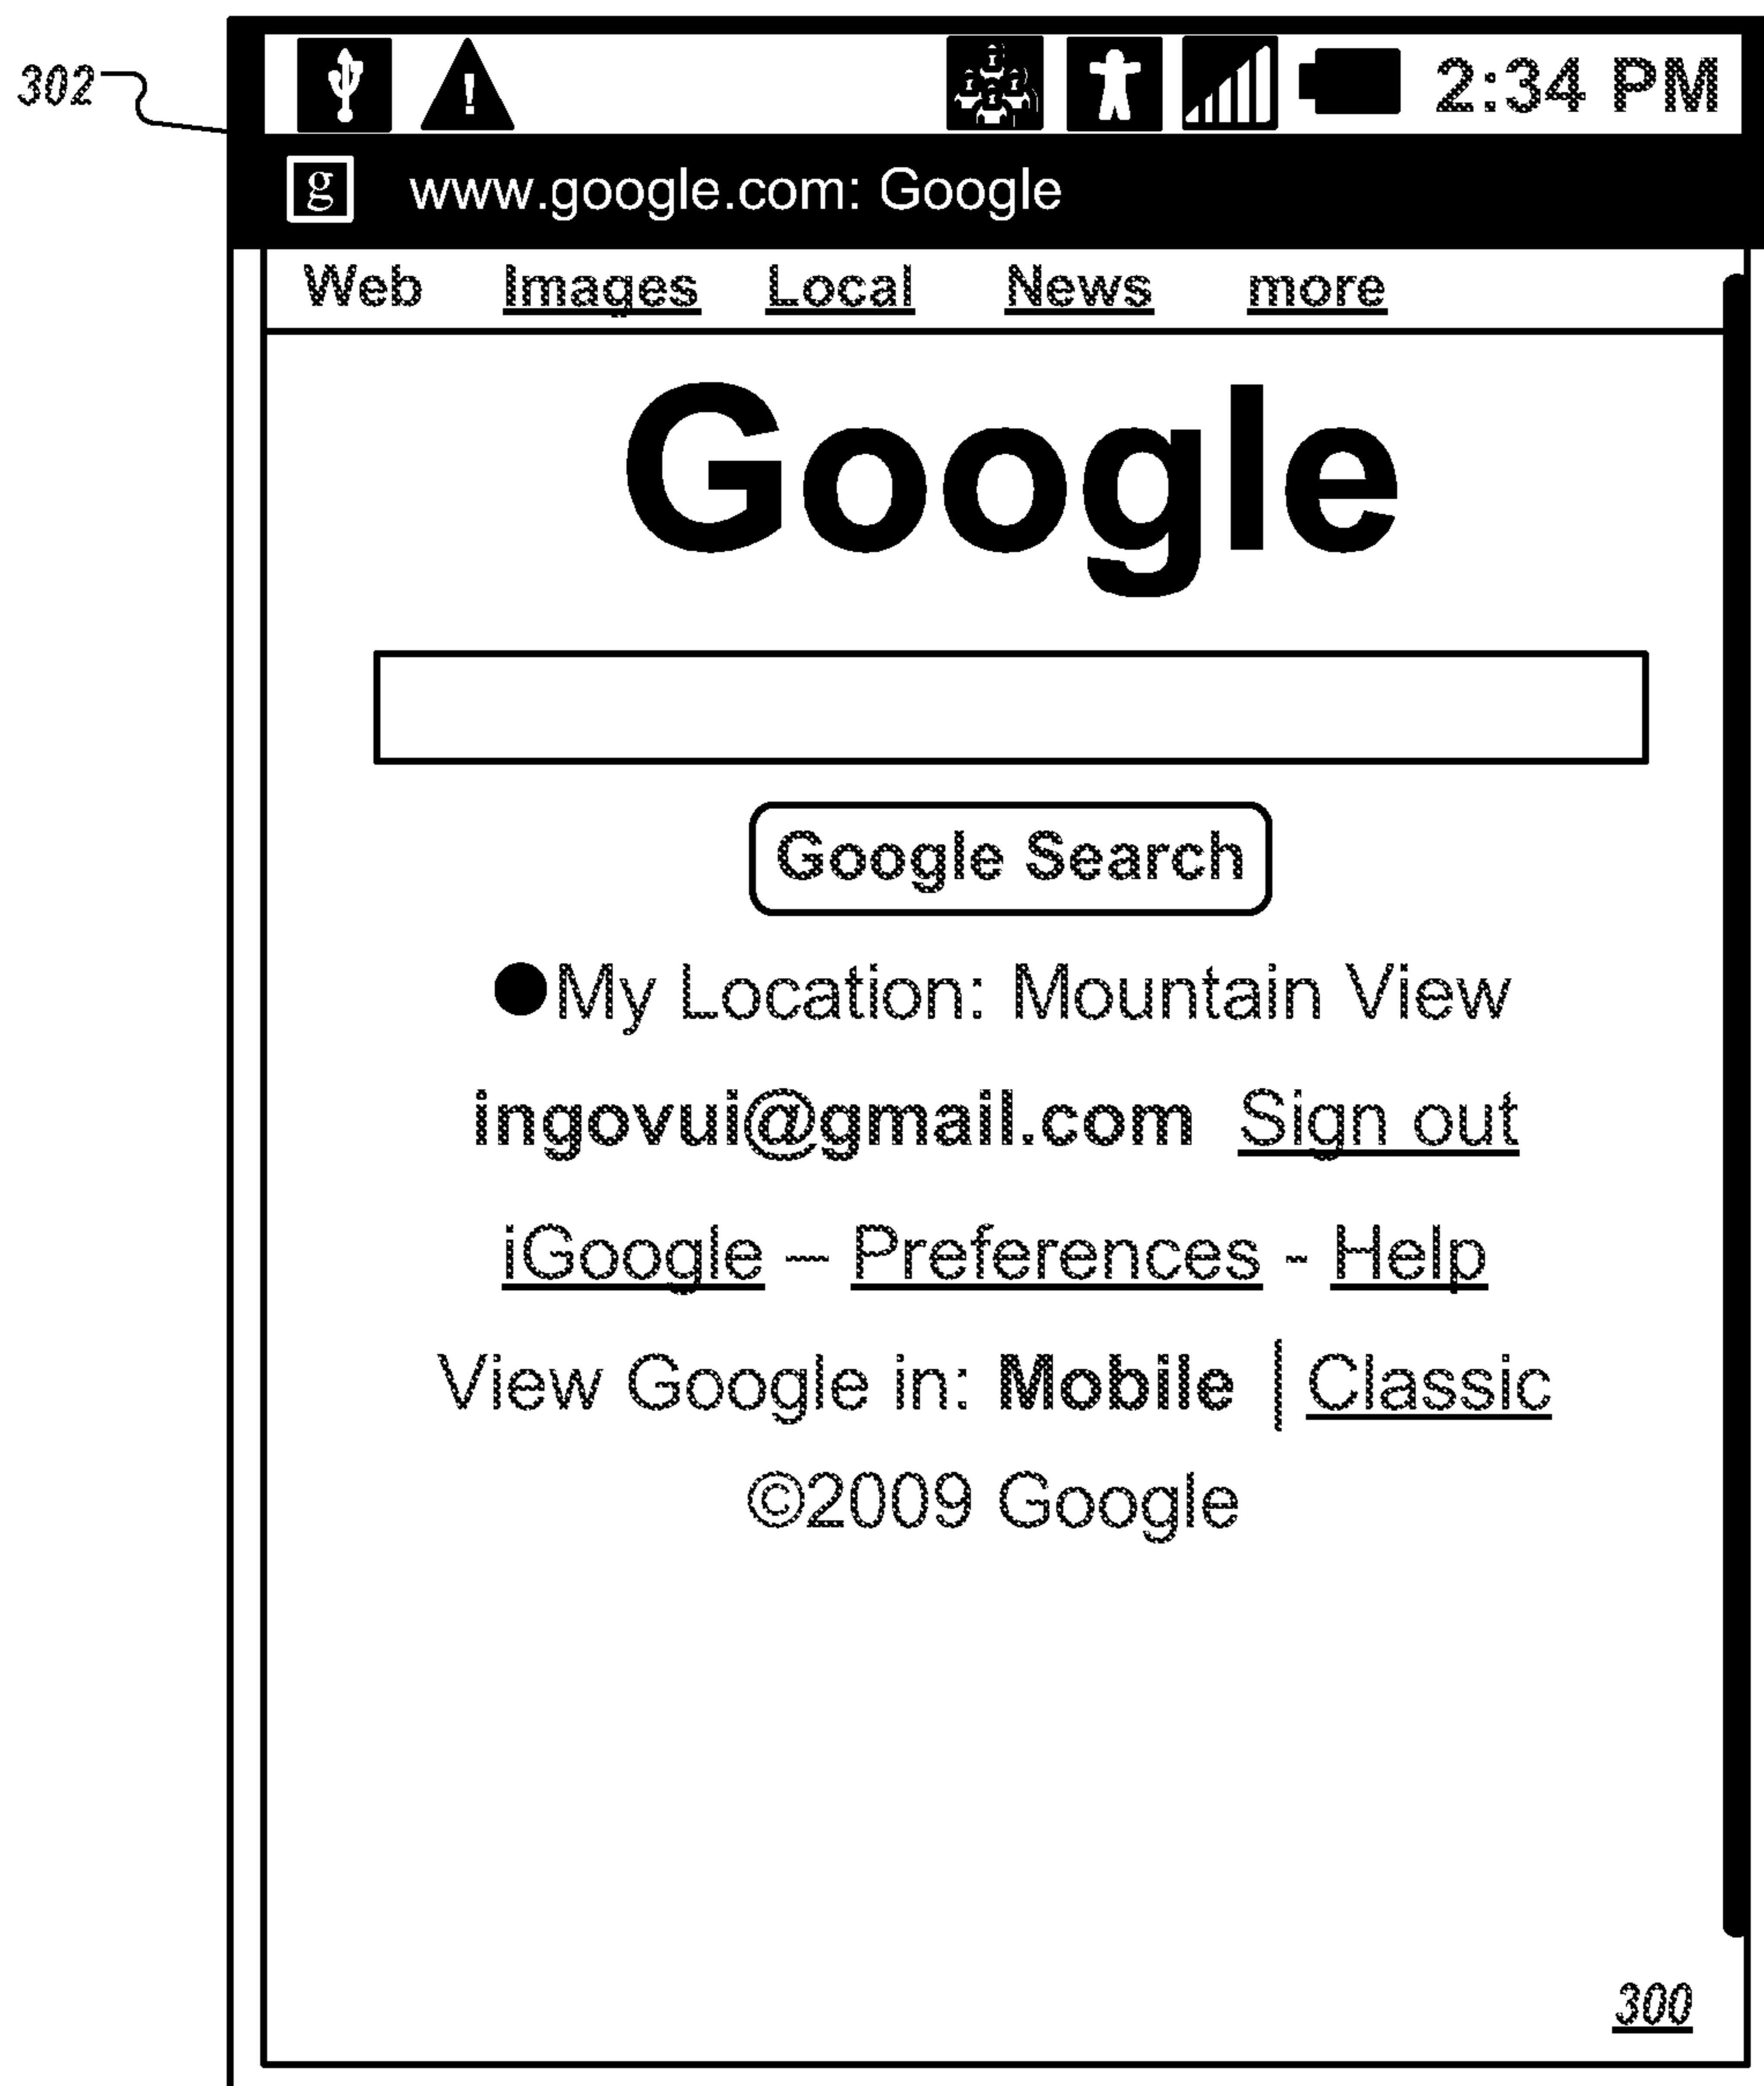 302
! 2:34 PM
g www.google.com: Google
Web Images Local News more
Google
Google Search
My Location: Mountain View
ingovui@gmail.com Sign out
iGoogle – Preferences - Help
View Google in: Mobile | Classic
©2009 Google
300